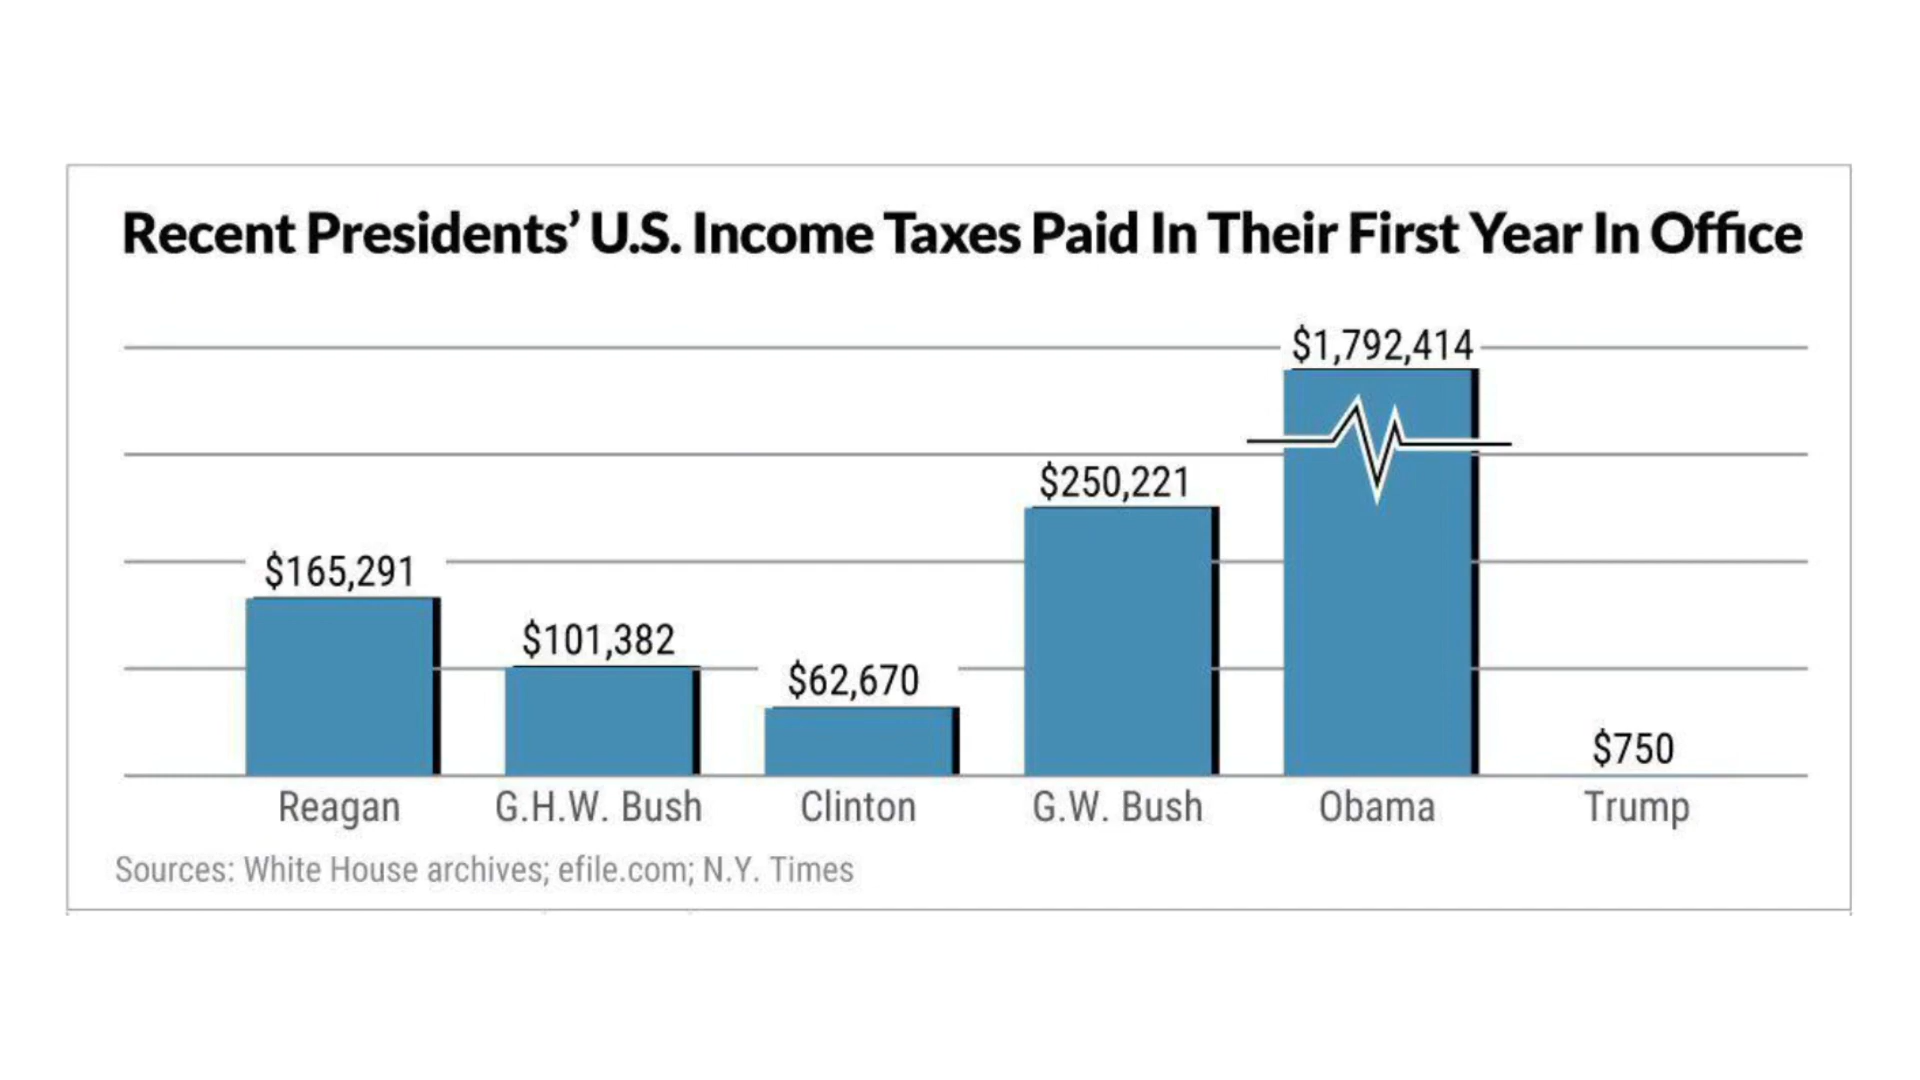 Recent Presidents’ U.S. Income Taxes Paid In Their First Year In Office
$1,792,414
$250,221
$165,291
$101,382
$62,670
$750
Reagan G.H.W. Bush Clinton G.W. Bush Obama Trump
Sources: White House archives; efile.com; N.Y. Times